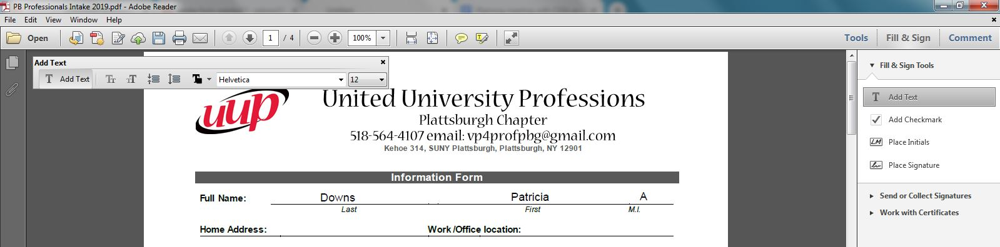 PB Professionals Intake 2019.pdf - Adobe Reader
File Edit View Window Help
Open 1 / 4 100% Tools Fill & Sign Comment
Add Text
Add Text Helvetica 12
uup
United University Professions
Plattsburgh Chapter
518-564-4107 email: vp4profpbg@gmail.com
Kehoe 314, SUNY Plattsburgh, Plattsburgh, NY 12901
Information Form
Full Name: Downs Patricia A
Last First M.I.
Home Address: Work /Office location:
Fill & Sign Tools
T Add Text
Add Checkmark
LM Place Initials
Place Signature
Send or Collect Signatures
Work with Certificates